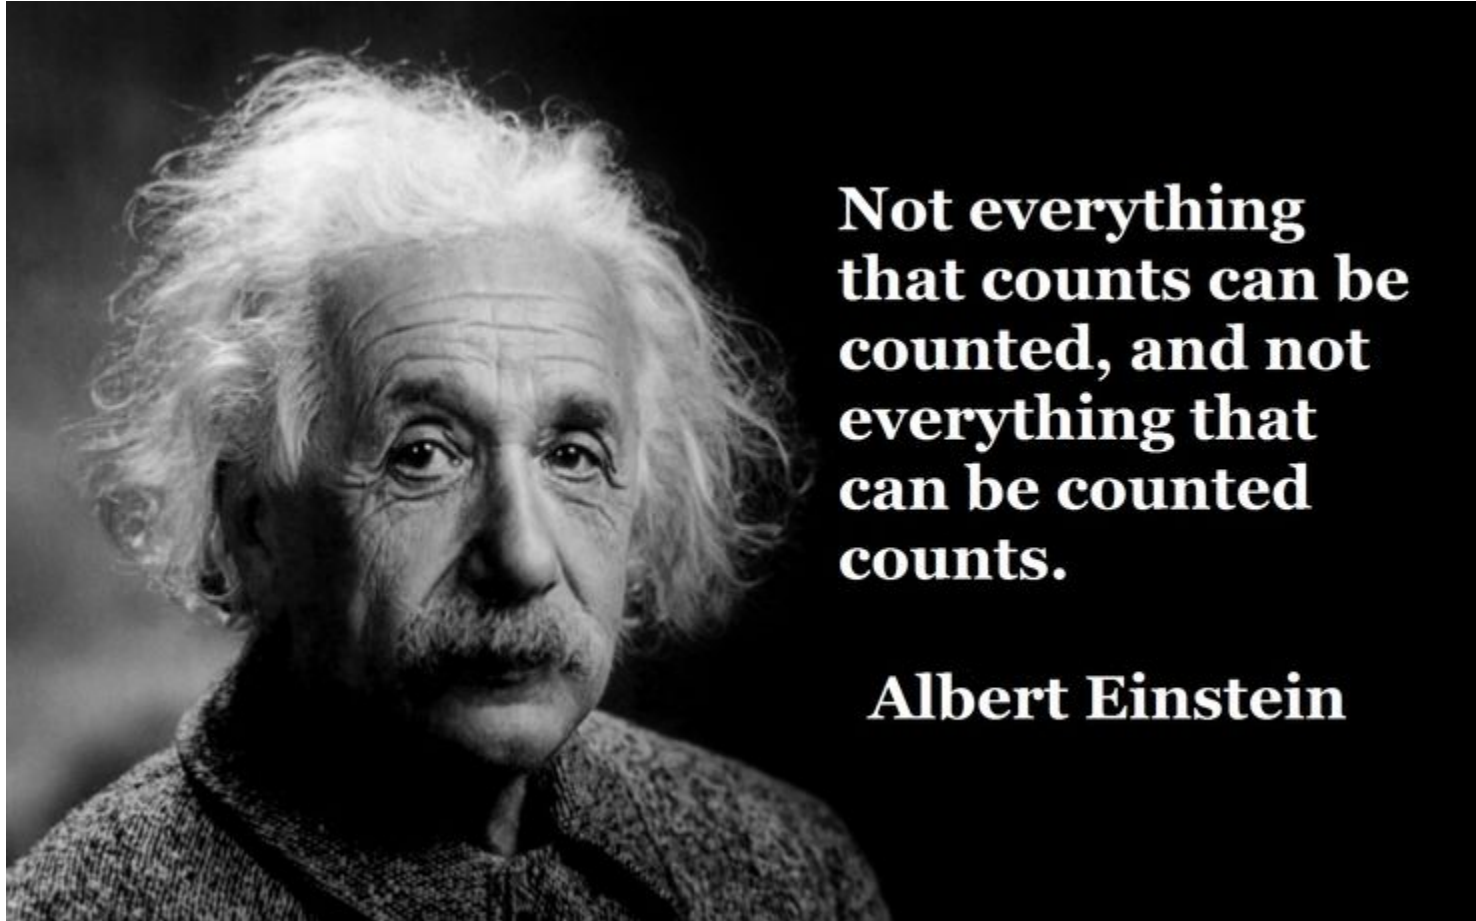 Not everything
that counts can be
counted, and not
everything that
can be counted
counts.
Albert Einstein